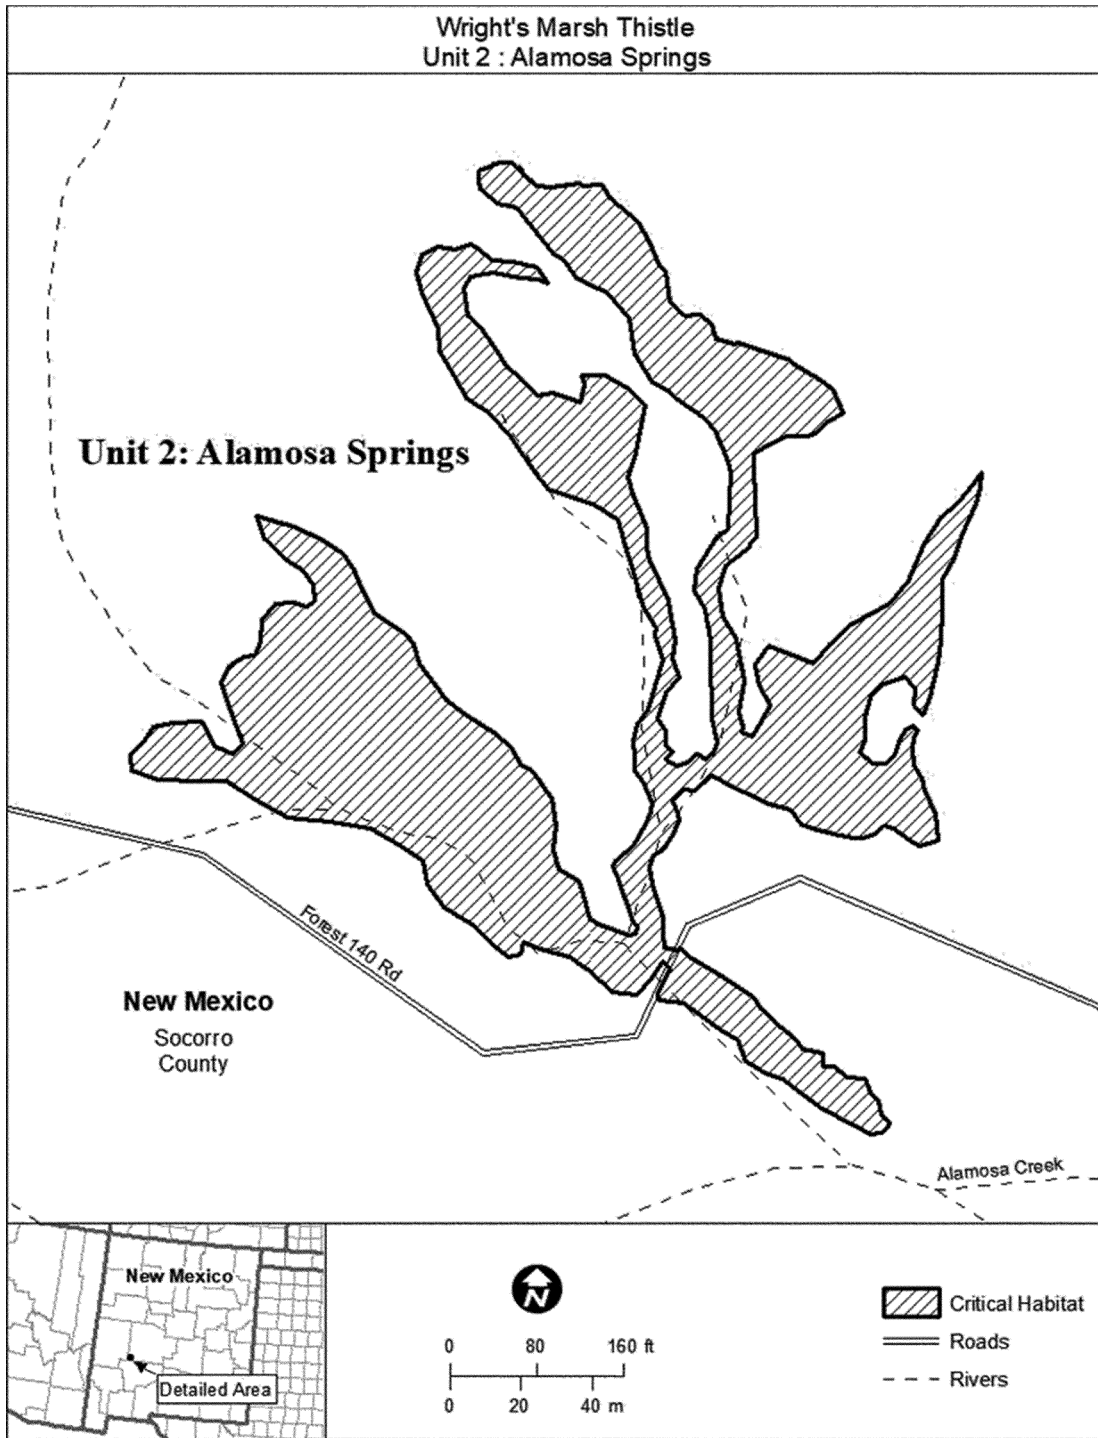 Wright's Marsh Thistle
Unit 2 : Alamosa Springs
Unit 2: Alamosa Springs
Forest 140 Rd
New Mexico
Socorro
County
Alamosa Creek
New Mexico
Detailed Area
N
0 80 160 ft
0 20 40 m
Critical Habitat
Roads
Rivers